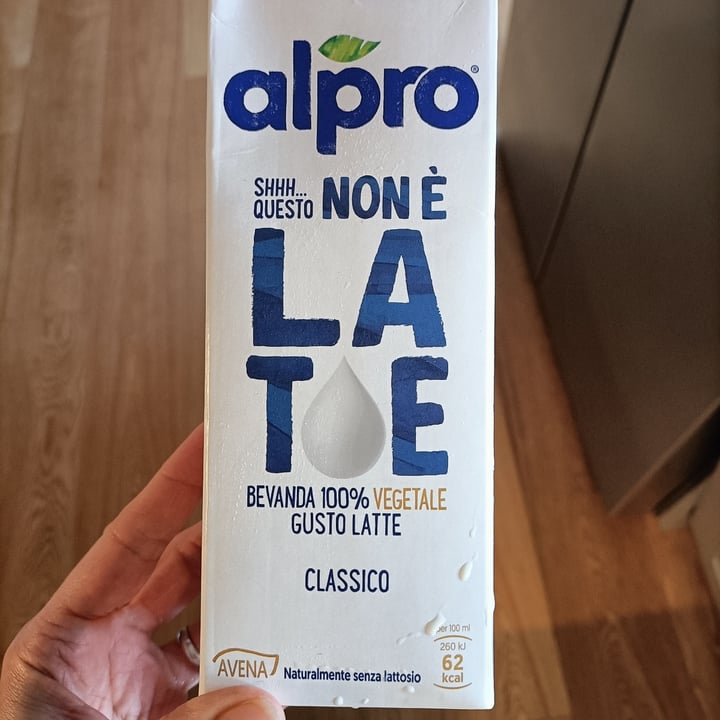 alpro®
SHHH...
QUESTO NON È
LA
TE
BEVANDA 100% VEGETALE
GUSTO LATTE
CLASSICO
per 100 ml
260 kJ
62
kcal
AVENA
Naturalmente senza lattosio